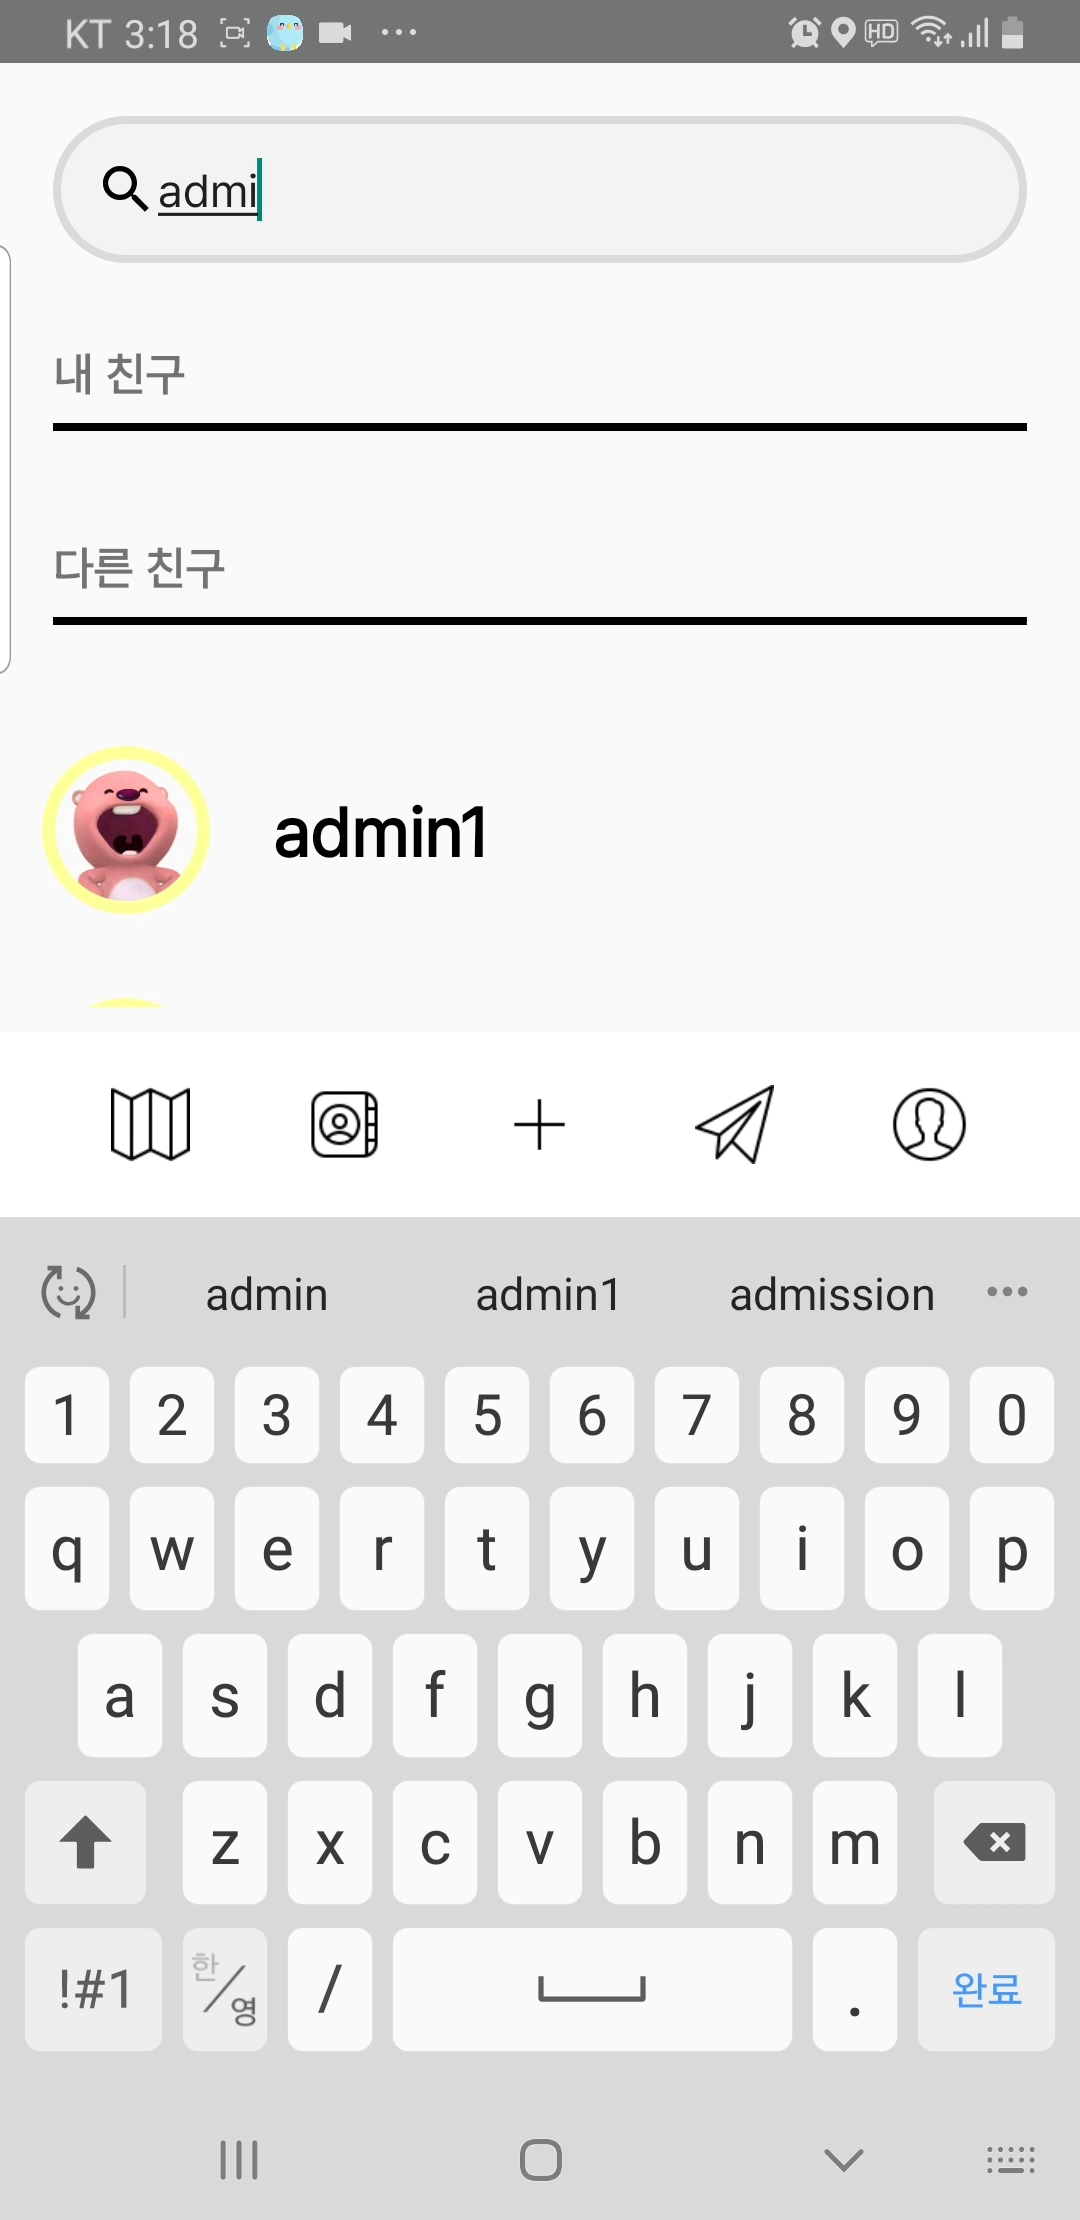 KT 3:18
HD
admi
내 친구
다른 친구
admin1
admin admin1 admission
1 2 3 4 5 6 7 8 9 0
q w e r t y u i o p
a s d f g h j k l
z x c v b n m
!#1 한/영 / . 완료